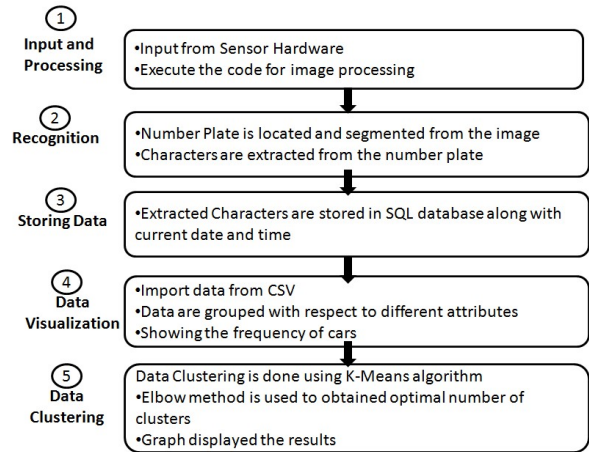 1
Input and
Processing
•Input from Sensor Hardware
•Execute the code for image processing
2
Recognition
•Number Plate is located and segmented from the image
•Characters are extracted from the number plate
3
Storing Data
•Extracted Characters are stored in SQL database along with
current date and time
4
Data
Visualization
•Import data from CSV
•Data are grouped with respect to different attributes
•Showing the frequency of cars
5
Data
Clustering
Data Clustering is done using K-Means algorithm
•Elbow method is used to obtained optimal number of
clusters
•Graph displayed the results